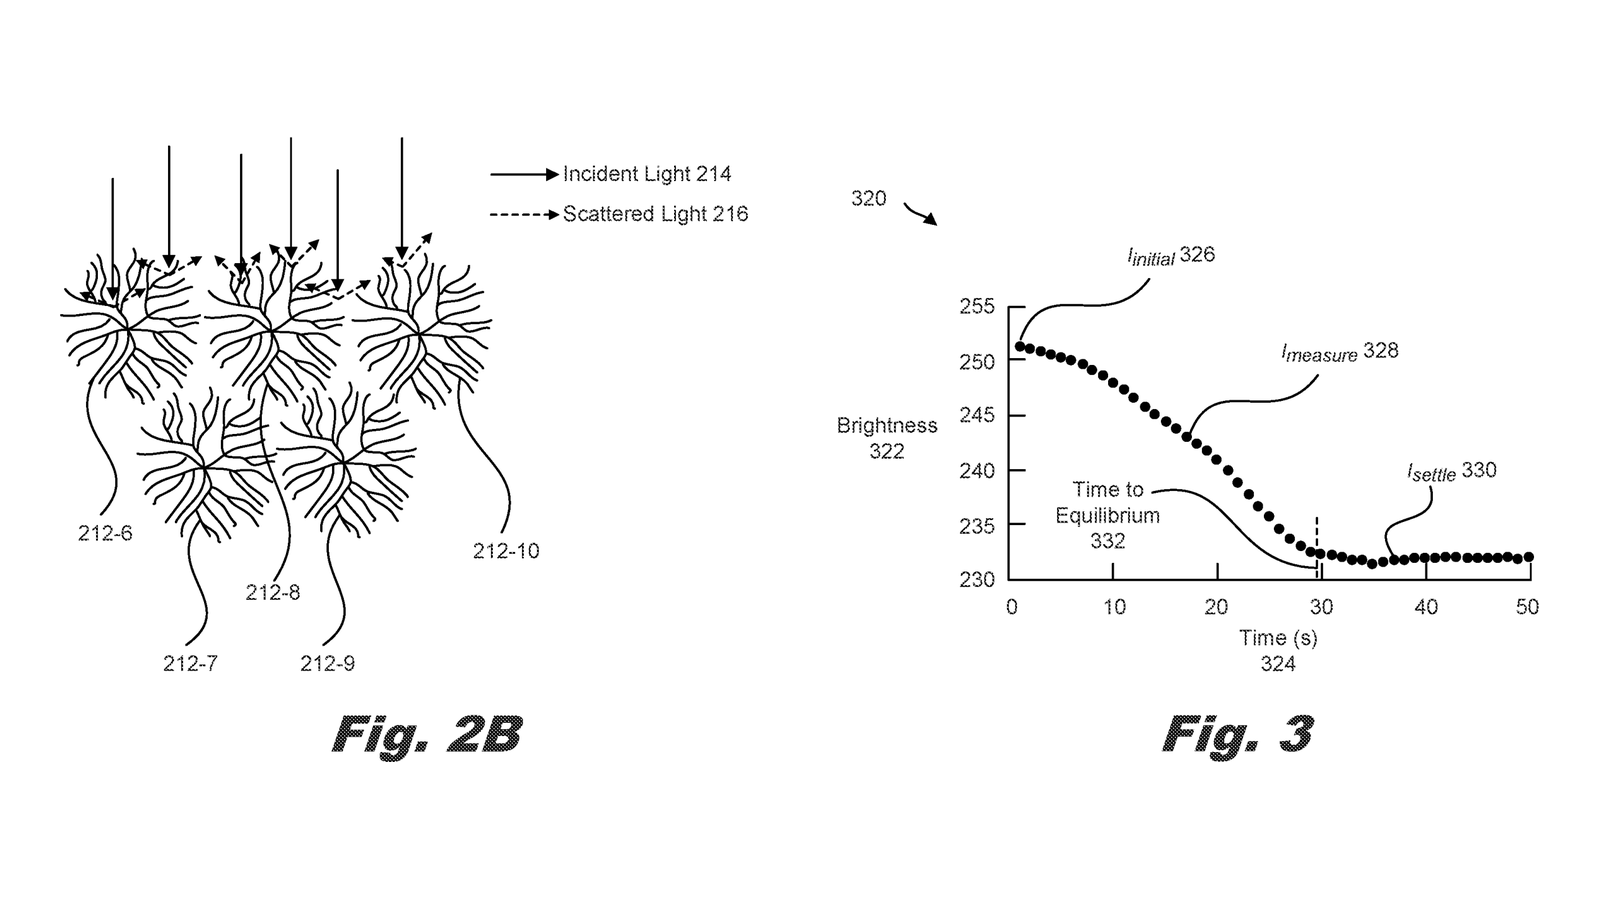 Incident Light 214
Scattered Light 216
212-6
212-10
212-8
212-7
212-9
Fig. 2B
320
I_initial 326
I_measure 328
I_settle 330
255
250
245
240
235
230
Brightness
322
Time to
Equilibrium
332
0 10 20 30 40 50
Time (s)
324
Fig. 3